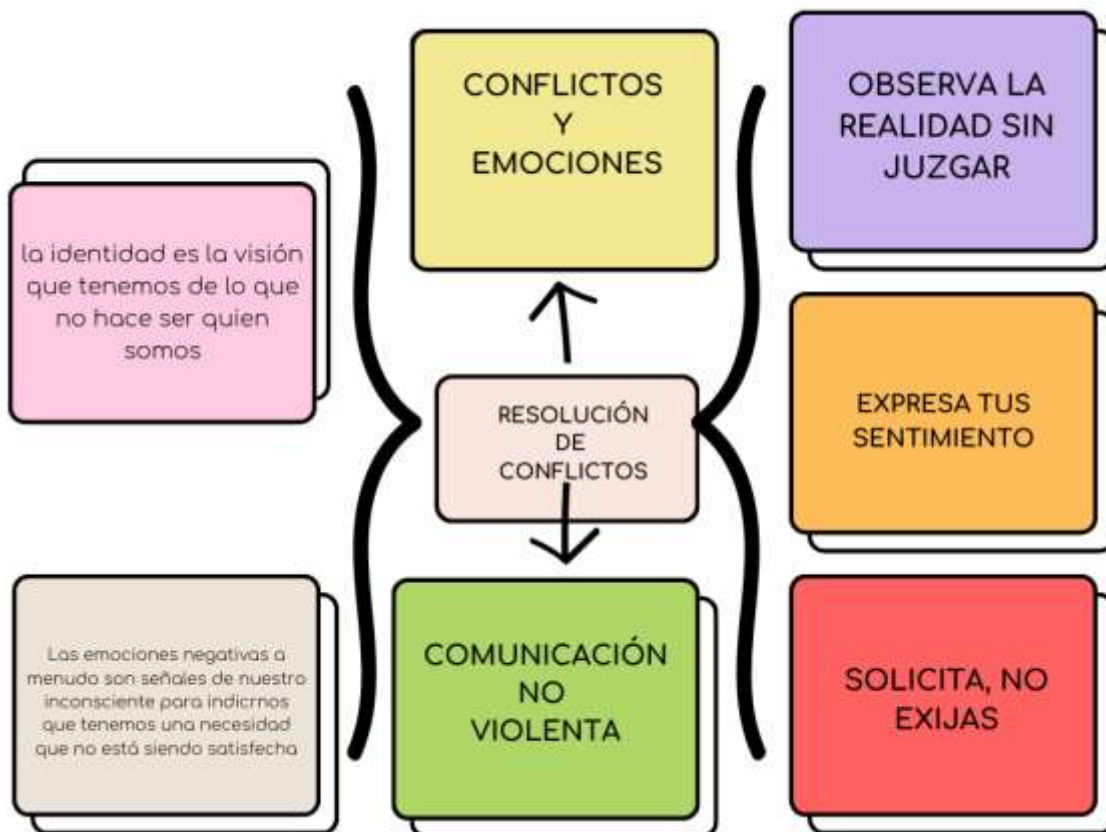 la identidad es la visión
que tenemos de lo que
no hace ser quien
somos
Las emociones negativas a
menudo son señales de nuestro
inconsciente para indicrnos
que tenemos una necesidad
que no está siendo satisfecha
CONFLICTOS
Y
EMOCIONES
RESOLUCIÓN
DE
CONFLICTOS
COMUNICACIÓN
NO
VIOLENTA
OBSERVA LA
REALIDAD SIN
JUZGAR
EXPRESA TUS
SENTIMIENTO
SOLICITA, NO
EXIJAS